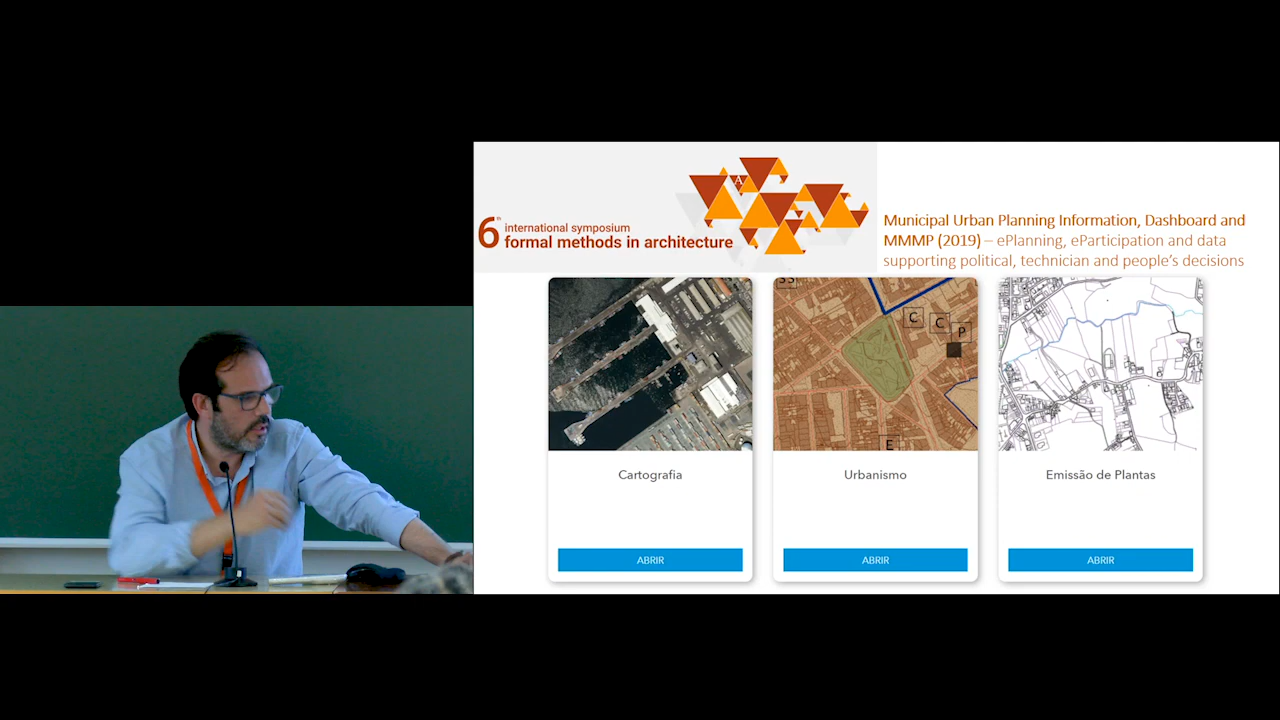 6th
international symposium
formal methods in architecture
A
Municipal Urban Planning Information, Dashboard and
MMMP (2019) – ePlanning, eParticipation and data
supporting political, technician and people's decisions
SS
C
C
P
E
Cartografia
Urbanismo
Emissão de Plantas
ABRIR
ABRIR
ABRIR